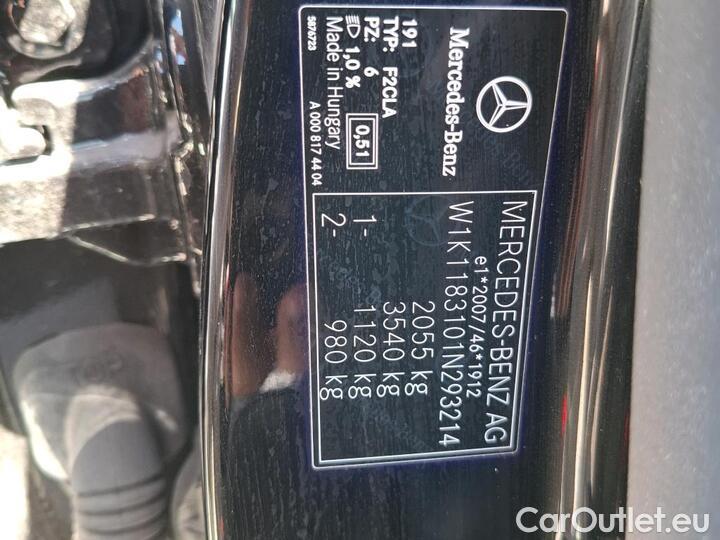 Mercedes-Benz
191
TYP: F2CLA
PZ: 6
1,0 %
0,51
Made in Hungary
A 000 817 44 04
5876723
MERCEDES-BENZ AG
e1*2007/46*1912
W1K1183101N293214
2055 kg
3540 kg
1- 1120 kg
2- 980 kg
CarOutlet.eu